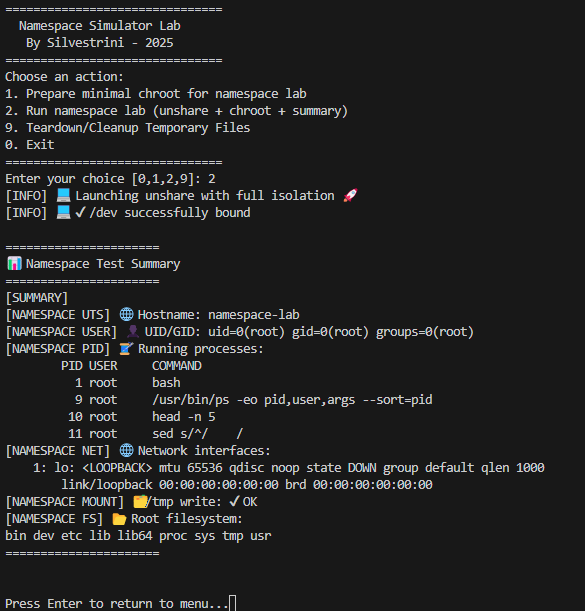 ===============================
  Namespace Simulator Lab
   By Silvestrini - 2025
===============================
Choose an action:
1. Prepare minimal chroot for namespace lab
2. Run namespace lab (unshare + chroot + summary)
9. Teardown/Cleanup Temporary Files
0. Exit
===============================
Enter your choice [0,1,2,9]: 2
[INFO] 💻 Launching unshare with full isolation 🚀
[INFO] 💻 ✔ /dev successfully bound
======================
📊 Namespace Test Summary
======================
[SUMMARY]
[NAMESPACE UTS] 🌐 Hostname: namespace-lab
[NAMESPACE USER] 👤 UID/GID: uid=0(root) gid=0(root) groups=0(root)
[NAMESPACE PID] 🧵 Running processes:
        PID USER     COMMAND
          1 root     bash
          9 root     /usr/bin/ps -eo pid,user,args --sort=pid
         10 root     head -n 5
         11 root     sed s/^/    /
[NAMESPACE NET] 🌐 Network interfaces:
    1: lo: <LOOPBACK> mtu 65536 qdisc noop state DOWN group default qlen 1000
        link/loopback 00:00:00:00:00:00 brd 00:00:00:00:00:00
[NAMESPACE MOUNT] 🗂️/tmp write: ✔ OK
[NAMESPACE FS] 📂 Root filesystem:
bin dev etc lib lib64 proc sys tmp usr
======================
Press Enter to return to menu...